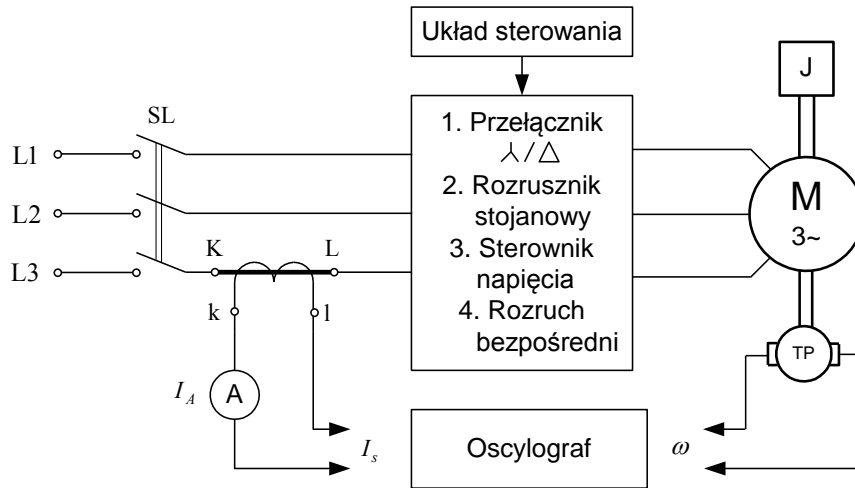 Układ sterowania
J
SL
1. Przełącznik
⅄/△
L1
M
3~
2. Rozrusznik
stojanowy
L2
3. Sterownik
napięcia
K
L
L3
4. Rozruch
bezpośredni
k
l
TP
I_A
A
I_s
Oscylograf
ω